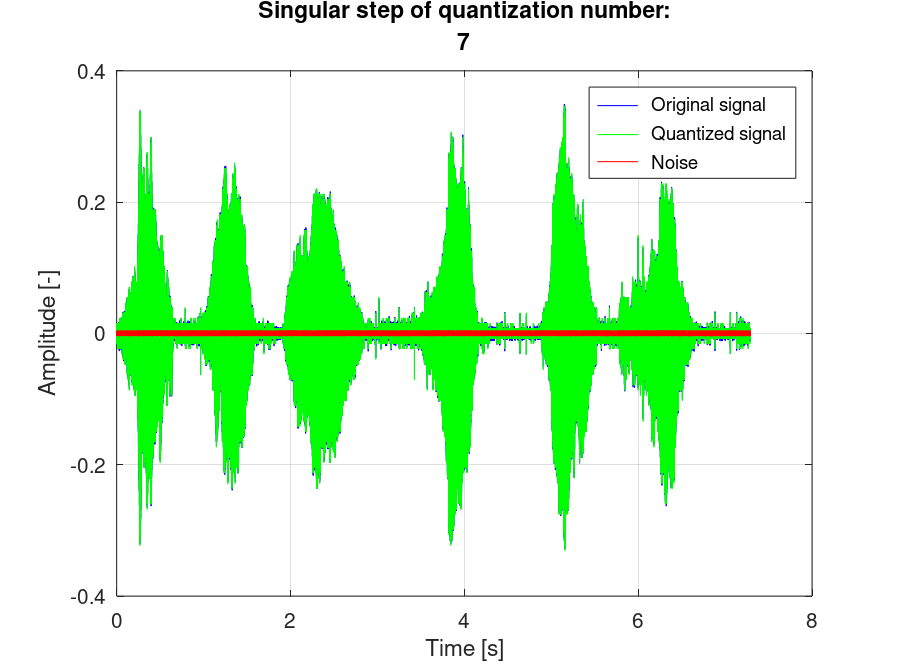 Singular step of quantization number:
7
Original signal
Quantized signal
Noise
0.4
0.2
0
-0.2
-0.4
Amplitude [-]
0
2
4
6
8
Time [s]